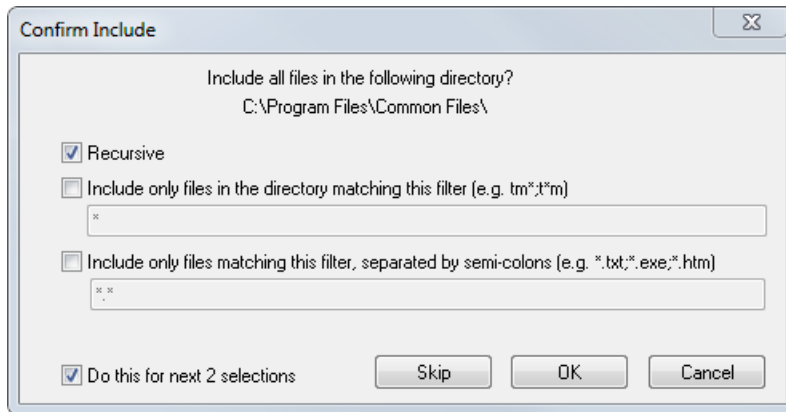 Confirm Include
Include all files in the following directory?
C:\Program Files\Common Files\
Recursive
Include only files in the directory matching this filter (e.g. tm*;t*m)
*
Include only files matching this filter, separated by semi-colons (e.g. *.txt;*.exe;*.htm)
*.*
Do this for next 2 selections
Skip
OK
Cancel